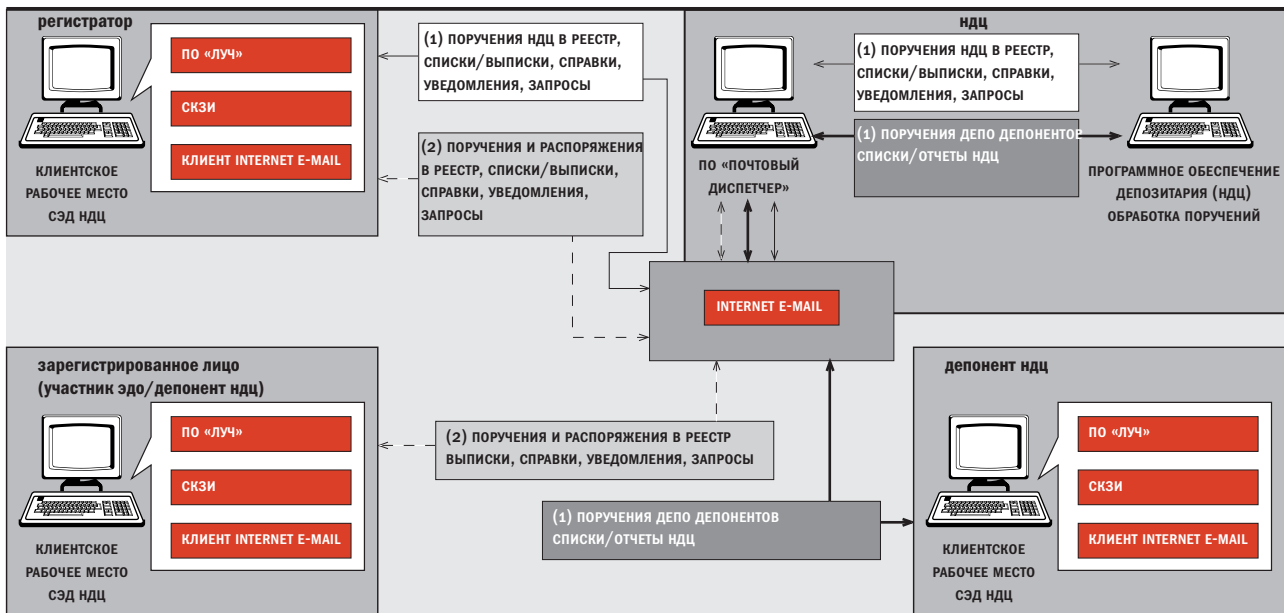 регистратор
ПО «ЛУЧ»
СКЗИ
КЛИЕНТ INTERNET E-MAIL
КЛИЕНТСКОЕ
РАБОЧЕЕ МЕСТО
СЭД НДЦ
(1) ПОРУЧЕНИЯ НДЦ В РЕЕСТР,
СПИСКИ/ВЫПИСКИ, СПРАВКИ,
УВЕДОМЛЕНИЯ, ЗАПРОСЫ
(2) ПОРУЧЕНИЯ И РАСПОРЯЖЕНИЯ
В РЕЕСТР, СПИСКИ/ВЫПИСКИ,
СПРАВКИ, УВЕДОМЛЕНИЯ,
ЗАПРОСЫ
ндц
(1) ПОРУЧЕНИЯ НДЦ В РЕЕСТР,
СПИСКИ/ВЫПИСКИ, СПРАВКИ,
УВЕДОМЛЕНИЯ, ЗАПРОСЫ
(1) ПОРУЧЕНИЯ ДЕПО ДЕПОНЕНТОВ
СПИСКИ/ОТЧЕТЫ НДЦ
ПО «ПОЧТОВЫЙ
ДИСПЕТЧЕР»
ПРОГРАММНОЕ ОБЕСПЕЧЕНИЕ
ДЕПОЗИТАРИЯ (НДЦ)
ОБРАБОТКА ПОРУЧЕНИЙ
INTERNET E-MAIL
зарегистрированное лицо
(участник эдо/депонент ндц)
ПО «ЛУЧ»
СКЗИ
КЛИЕНТ INTERNET E-MAIL
КЛИЕНТСКОЕ
РАБОЧЕЕ МЕСТО
СЭД НДЦ
(2) ПОРУЧЕНИЯ И РАСПОРЯЖЕНИЯ В РЕЕСТР
ВЫПИСКИ, СПРАВКИ, УВЕДОМЛЕНИЯ, ЗАПРОСЫ
(1) ПОРУЧЕНИЯ ДЕПО ДЕПОНЕНТОВ
СПИСКИ/ОТЧЕТЫ НДЦ
депонент ндц
ПО «ЛУЧ»
СКЗИ
КЛИЕНТ INTERNET E-MAIL
КЛИЕНТСКОЕ
РАБОЧЕЕ МЕСТО
СЭД НДЦ